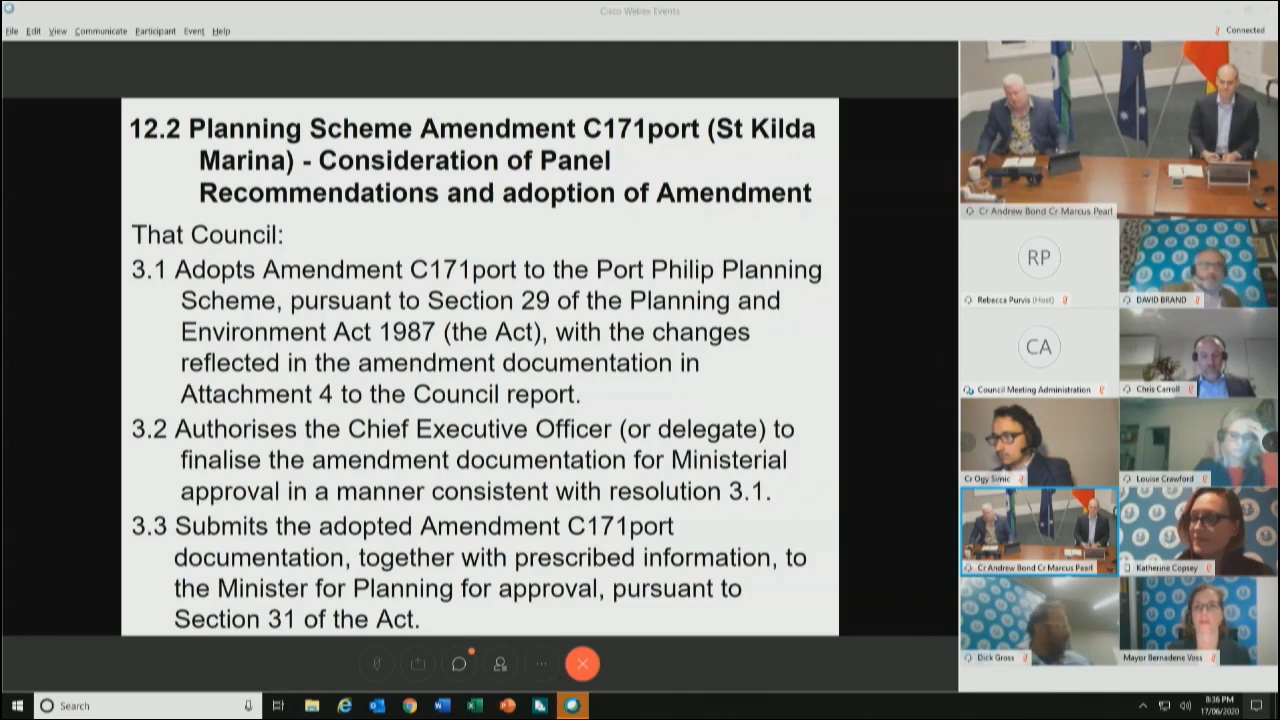 Cisco Webex Events
File Edit View Communicate Participant Event Help
Connected
12.2 Planning Scheme Amendment C171port (St Kilda
Marina) - Consideration of Panel
Recommendations and adoption of Amendment
That Council:
3.1 Adopts Amendment C171port to the Port Philip Planning
Scheme, pursuant to Section 29 of the Planning and
Environment Act 1987 (the Act), with the changes
reflected in the amendment documentation in
Attachment 4 to the Council report.
3.2 Authorises the Chief Executive Officer (or delegate) to
finalise the amendment documentation for Ministerial
approval in a manner consistent with resolution 3.1.
3.3 Submits the adopted Amendment C171port
documentation, together with prescribed information, to
the Minister for Planning for approval, pursuant to
Section 31 of the Act.
Cr Andrew Bond Cr Marcus Pearl
RP
Rebecca Purvis (Host)
DAVID BRAND
CA
Council Meeting Administration
Chris Carroll
Cr Ogy Simic
Louise Crawford
Cr Andrew Bond Cr Marcus Pearl
Katherine Copsey
Dick Gross
Mayor Bernadene Voss
Search
8:36 PM
17/06/2020